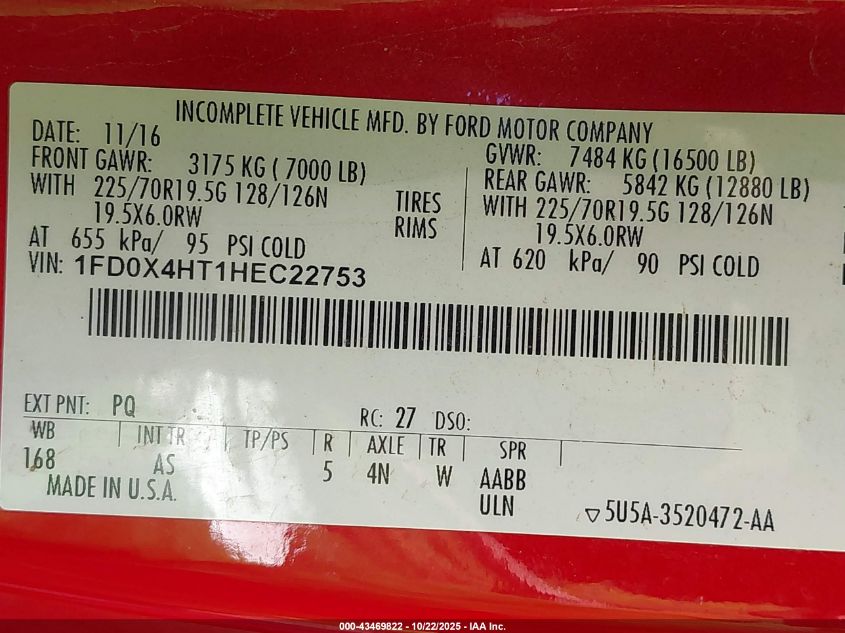 INCOMPLETE VEHICLE MFD. BY FORD MOTOR COMPANY
DATE: 11/16
GVWR: 7484 KG (16500 LB)
FRONT GAWR: 3175 KG ( 7000 LB)
REAR GAWR: 5842 KG (12880 LB)
WITH 225/70R19.5G 128/126N TIRES WITH 225/70R19.5G 128/126N
19.5X6.0RW RIMS 19.5X6.0RW
AT 655 kPa/ 95 PSI COLD AT 620 kPa/ 90 PSI COLD
VIN: 1FD0X4HT1HEC22753
EXT PNT: PQ RC: 27 DSO:
WB INT TR TP/PS R AXLE TR SPR
168 AS 5 4N W AABB
MADE IN U.S.A. ULN 5U5A-3520472-AA
000-43469822 - 10/22/2025 - IAA Inc.